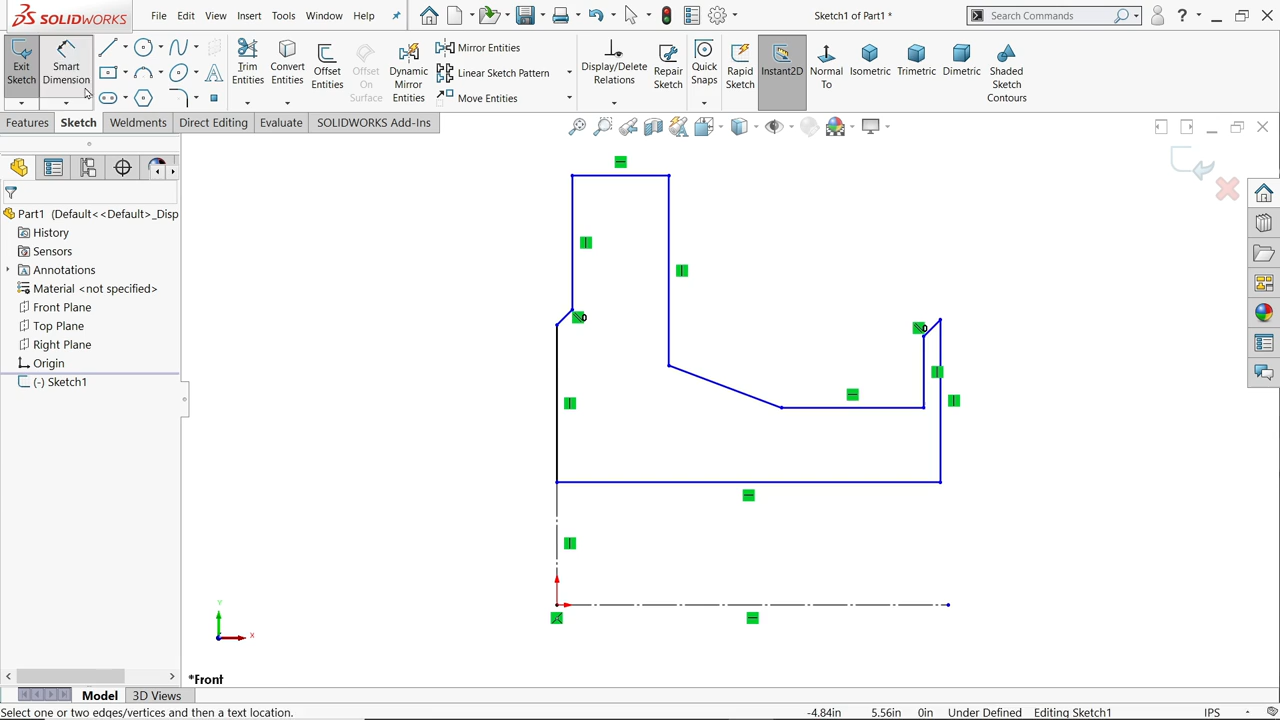 SOLIDWORKS
File
Edit
View
Insert
Tools
Window
Help
Sketch1 of Part1 *
Search Commands
?
Exit Sketch
Smart Dimension
Trim Entities
Convert Entities
Offset Entities
Offset On Surface
Dynamic Mirror Entities
Mirror Entities
Linear Sketch Pattern
Move Entities
Display/Delete Relations
Repair Sketch
Quick Snaps
Rapid Sketch
Instant2D
Normal To
Isometric
Trimetric
Dimetric
Shaded Sketch Contours
Features
Sketch
Weldments
Direct Editing
Evaluate
SOLIDWORKS Add-Ins
Part1 (Default<<Default>_Disp
History
Sensors
Annotations
Material <not specified>
Front Plane
Top Plane
Right Plane
Origin
(-) Sketch1
0
0
Y
X
*Front
Model
3D Views
Select one or two edges/vertices and then a text location.
-4.84in
5.56in
0in
Under Defined
Editing Sketch1
IPS